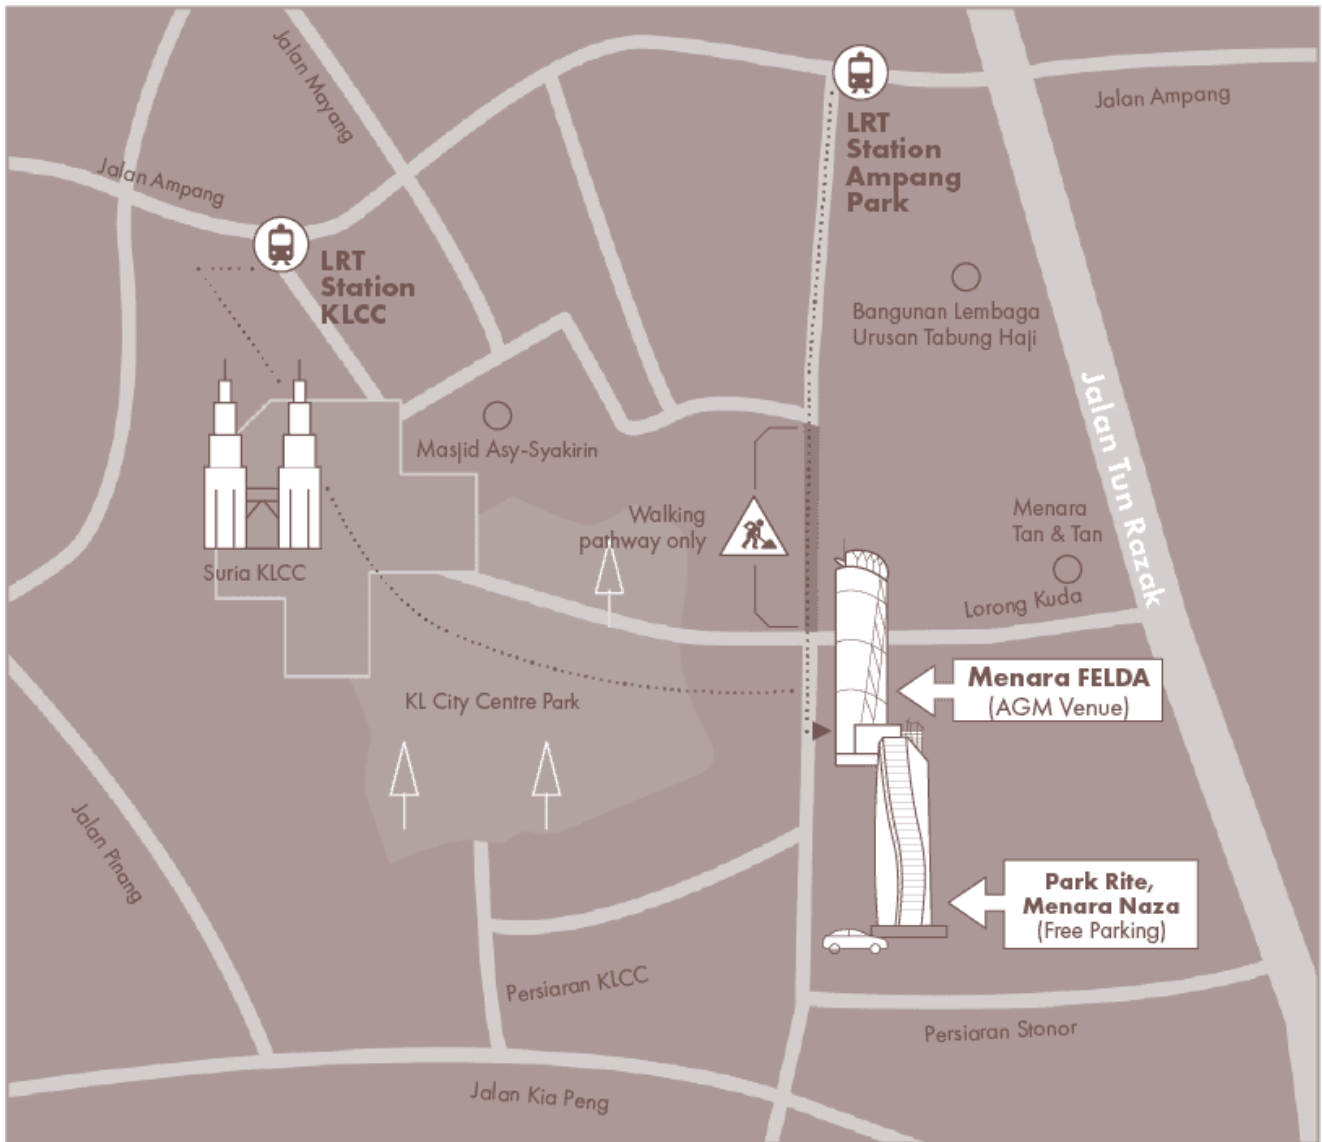 Jalan Mayang
Jalan Ampang
Jalan Ampang
LRT
Station
Ampang
Park
LRT
Station
KLCC
Bangunan Lembaga
Urusan Tabung Haji
Jalan Tun Razak
Masjid Asy-Syakirin
Walking
pathway only
Menara
Tan & Tan
Suria KLCC
Lorong Kuda
Menara FELDA
(AGM Venue)
KL City Centre Park
Jalan Pinang
Park Rite,
Menara Naza
(Free Parking)
Persiaran KLCC
Persiaran Stonor
Jalan Kia Peng